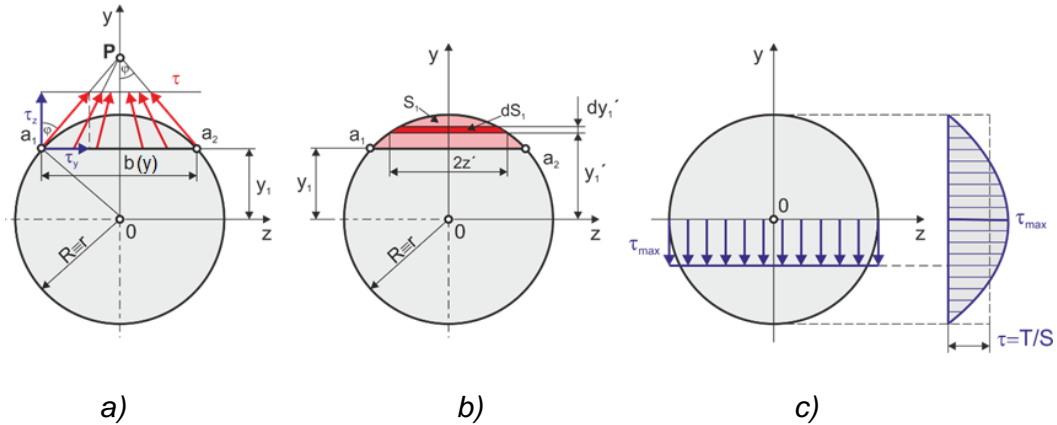 y
P
φ
τ
τz
φ
a1
a2
τy
b(y)
y1
0
z
R≡r
a)
y
S1
dS1
dy1´
a1
a2
2z´
y1
y1´
0
z
R≡r
b)
y
0
τmax
z
τmax
τ=T/S
c)